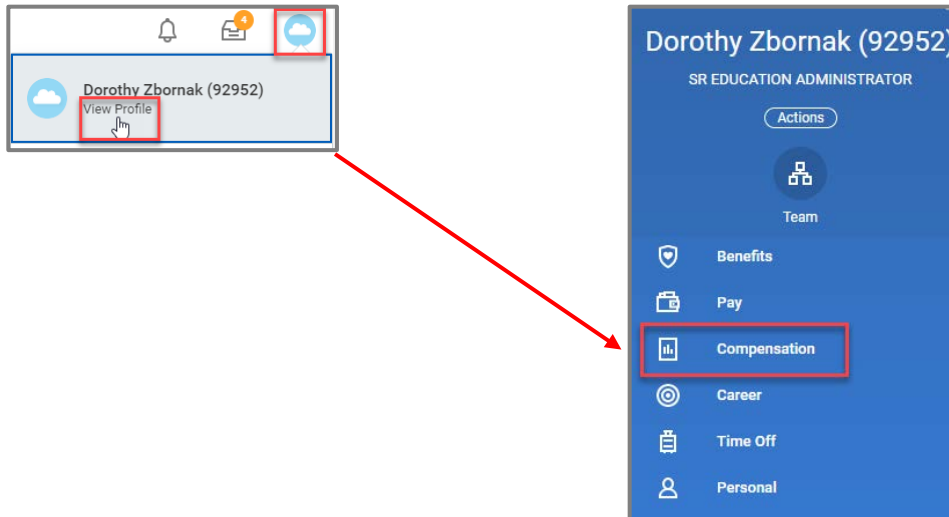 4
Dorothy Zbornak (92952)
View Profile
Dorothy Zbornak (92952)
SR EDUCATION ADMINISTRATOR
Actions
Team
Benefits
Pay
Compensation
Career
Time Off
Personal